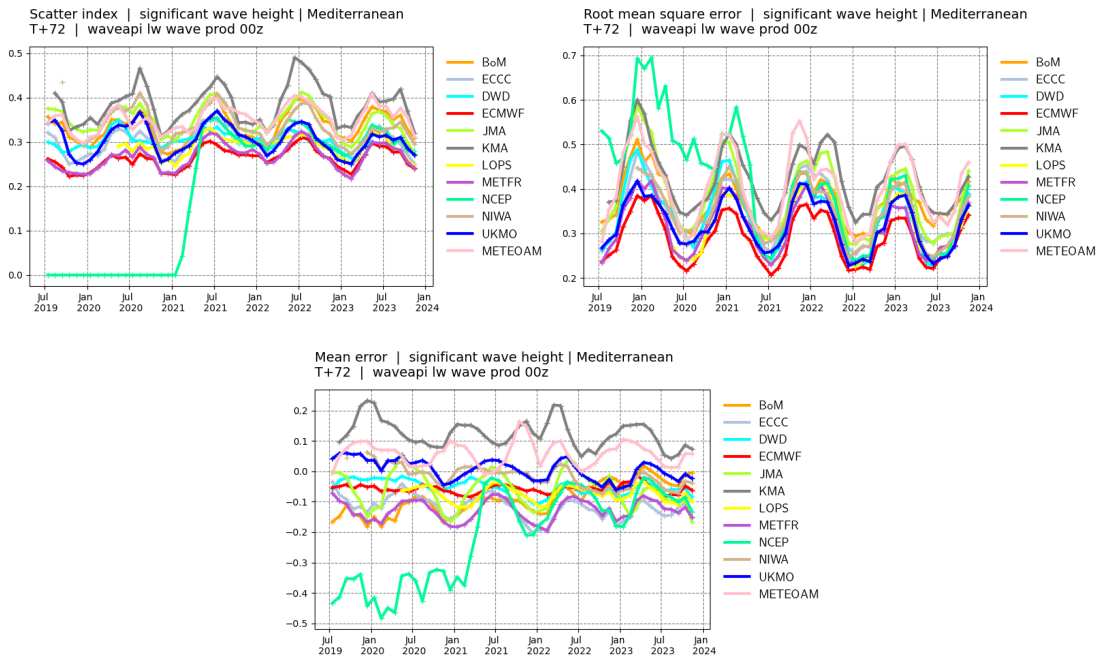 Scatter index | significant wave height | Mediterranean
T+72 | waveapi lw wave prod 00z
0.5
0.4
0.3
0.2
0.1
0.0
Jul 2019
Jan 2020
Jul 2020
Jan 2021
Jul 2021
Jan 2022
Jul 2022
Jan 2023
Jul 2023
Jan 2024
BoM
ECCC
DWD
ECMWF
JMA
KMA
LOPS
METFR
NCEP
NIWA
UKMO
METEOAM
Root mean square error | significant wave height | Mediterranean
T+72 | waveapi lw wave prod 00z
0.7
0.6
0.5
0.4
0.3
0.2
Jul 2019
Jan 2020
Jul 2020
Jan 2021
Jul 2021
Jan 2022
Jul 2022
Jan 2023
Jul 2023
Jan 2024
BoM
ECCC
DWD
ECMWF
JMA
KMA
LOPS
METFR
NCEP
NIWA
UKMO
METEOAM
Mean error | significant wave height | Mediterranean
T+72 | waveapi lw wave prod 00z
0.2
0.1
0.0
−0.1
−0.2
−0.3
−0.4
−0.5
Jul 2019
Jan 2020
Jul 2020
Jan 2021
Jul 2021
Jan 2022
Jul 2022
Jan 2023
Jul 2023
Jan 2024
BoM
ECCC
DWD
ECMWF
JMA
KMA
LOPS
METFR
NCEP
NIWA
UKMO
METEOAM